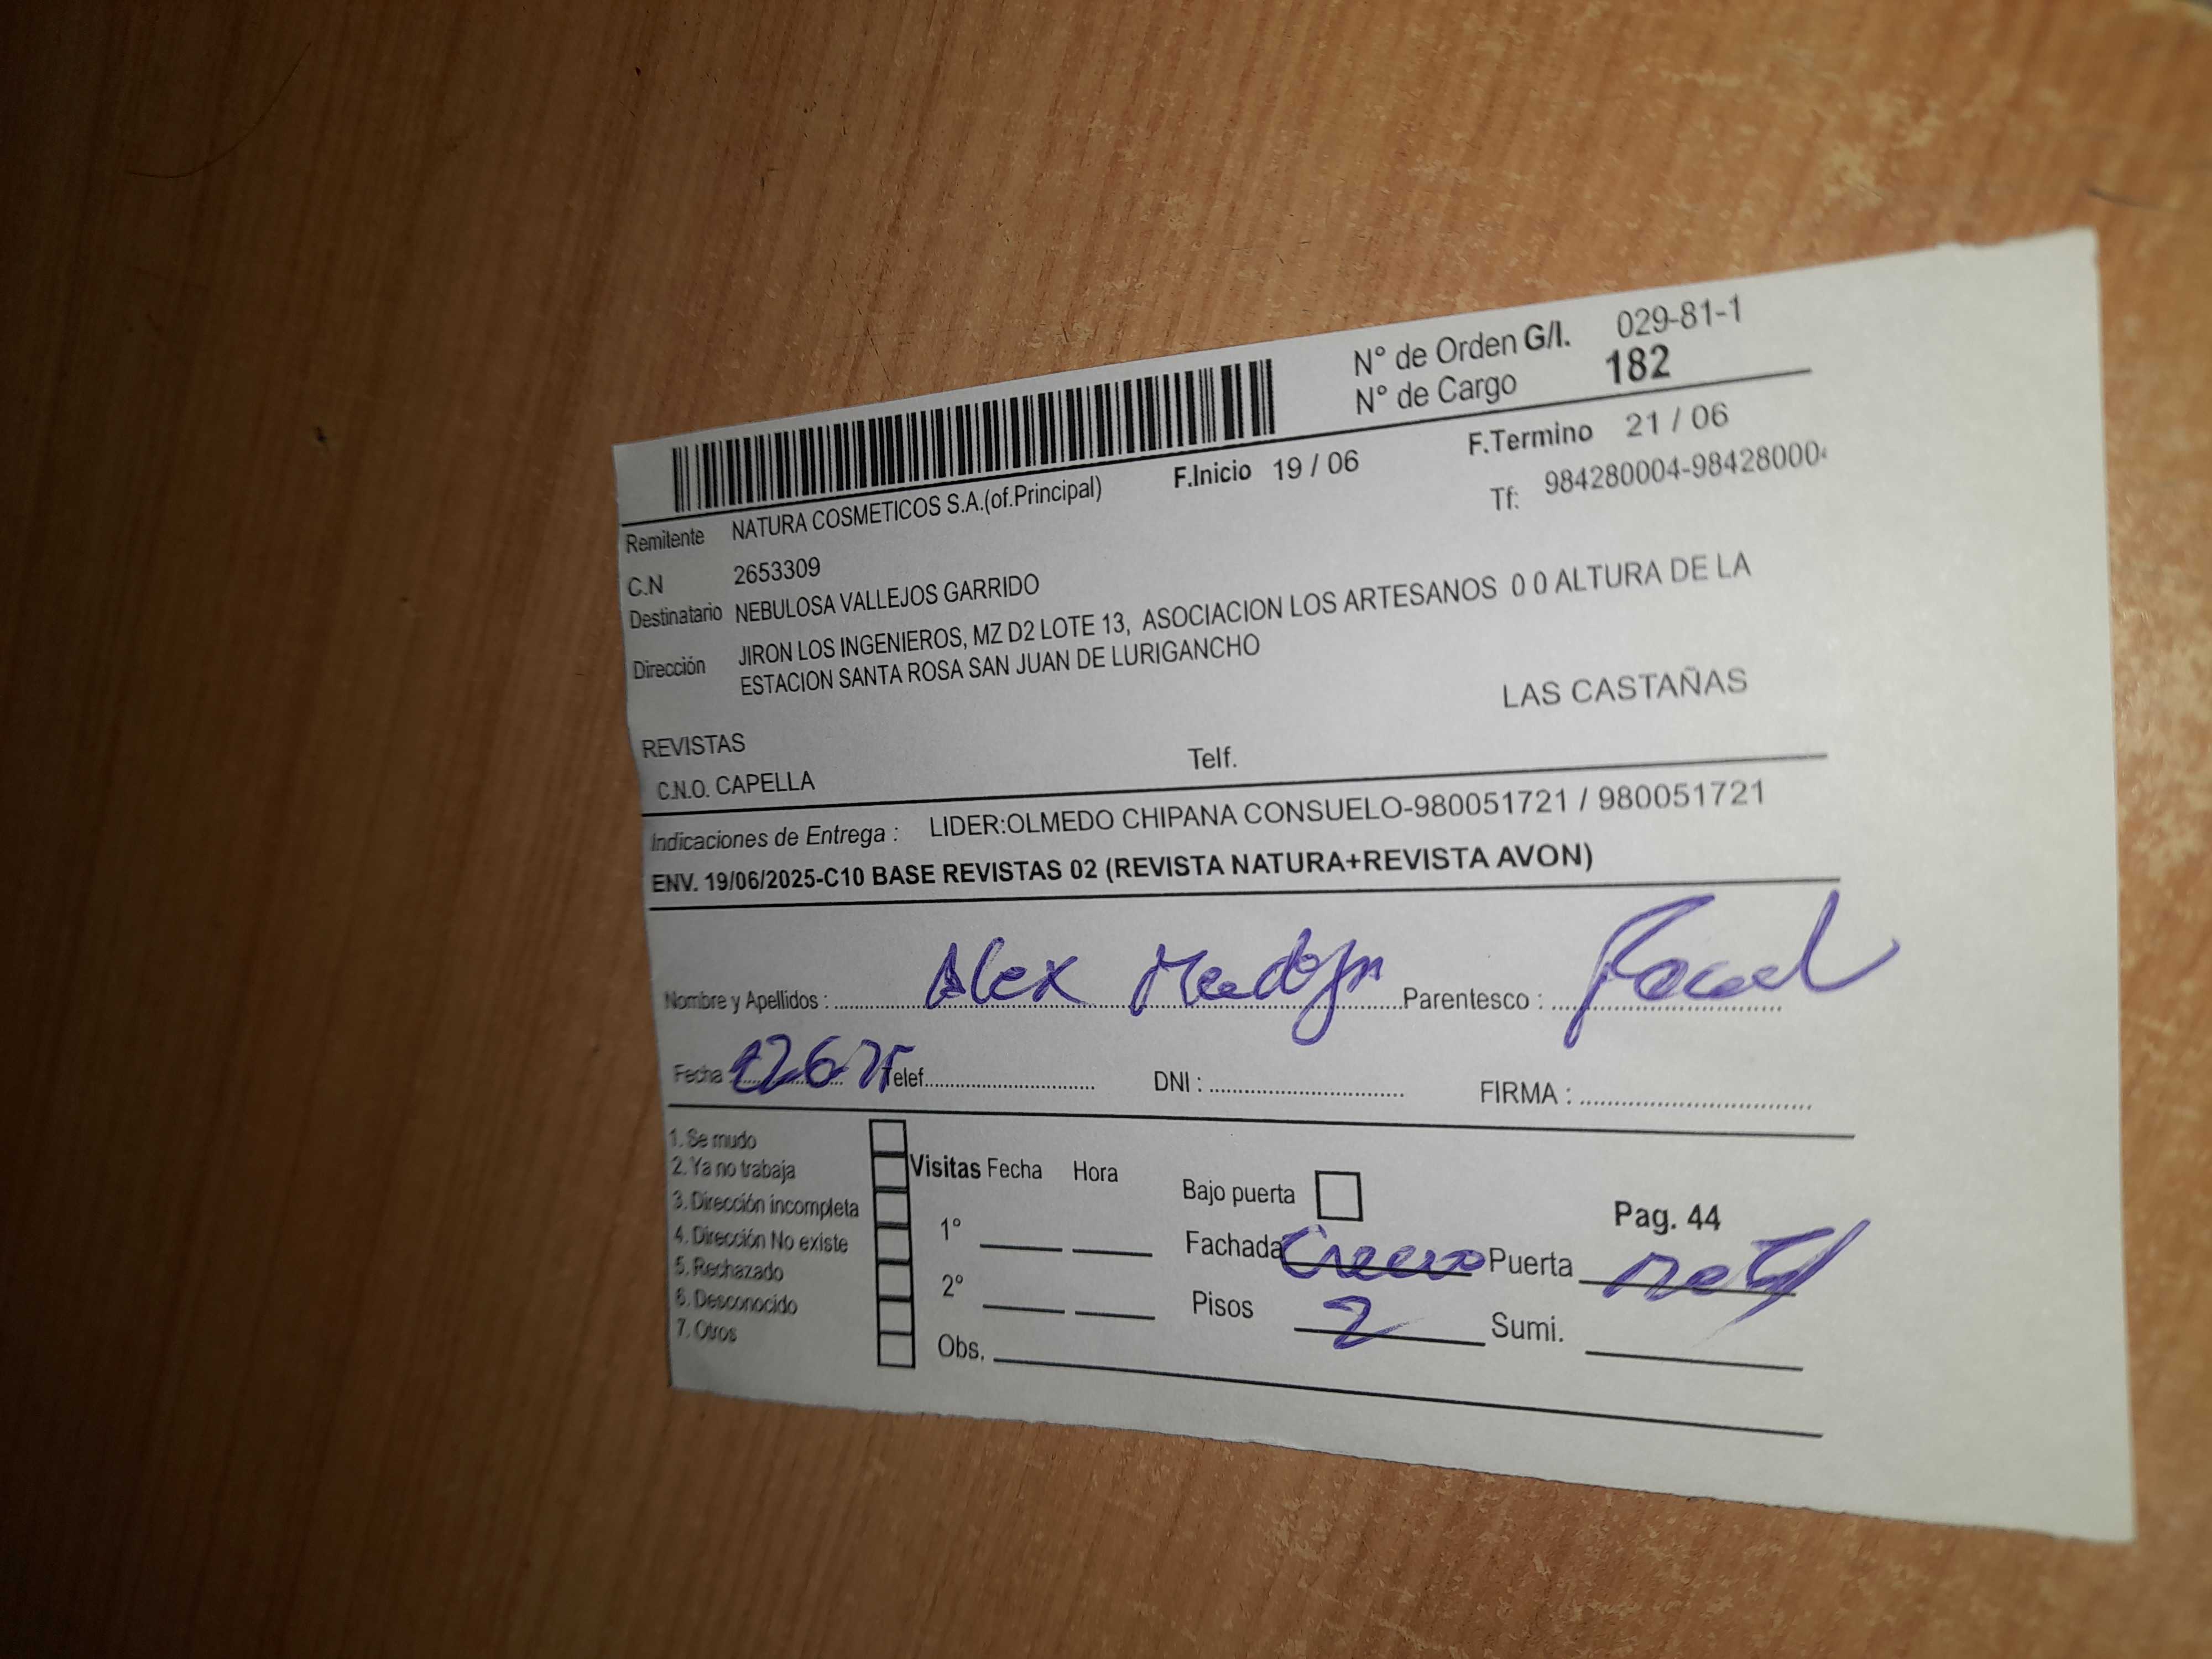 N° de Orden G/I. 029-81-1
N° de Cargo 182
F.Inicio 19 / 06 F.Termino 21 / 06
Remitente NATURA COSMETICOS S.A.(of.Principal) Tf: 984280004-98428000
C.N 2653309
Destinatario NEBULOSA VALLEJOS GARRIDO
Dirección JIRON LOS INGENIEROS, MZ D2 LOTE 13, ASOCIACION LOS ARTESANOS 0 0 ALTURA DE LA
ESTACION SANTA ROSA SAN JUAN DE LURIGANCHO
LAS CASTAÑAS
REVISTAS
C.N.O. CAPELLA Telf.
Indicaciones de Entrega : LIDER:OLMEDO CHIPANA CONSUELO-980051721 / 980051721
ENV. 19/06/2025-C10 BASE REVISTAS 02 (REVISTA NATURA+REVISTA AVON)
Nombre y Apellidos : Alex Parentesco :
Fecha Telef. DNI : FIRMA :
1. Se mudo
2. Ya no trabaja
3. Dirección incompleta
4. Dirección No existe
5. Rechazado
6. Desconocido
7. Otros
Visitas Fecha Hora
1°
2°
Obs.
Bajo puerta Pag. 44
Fachada Puerta
Pisos 2 Sumi.